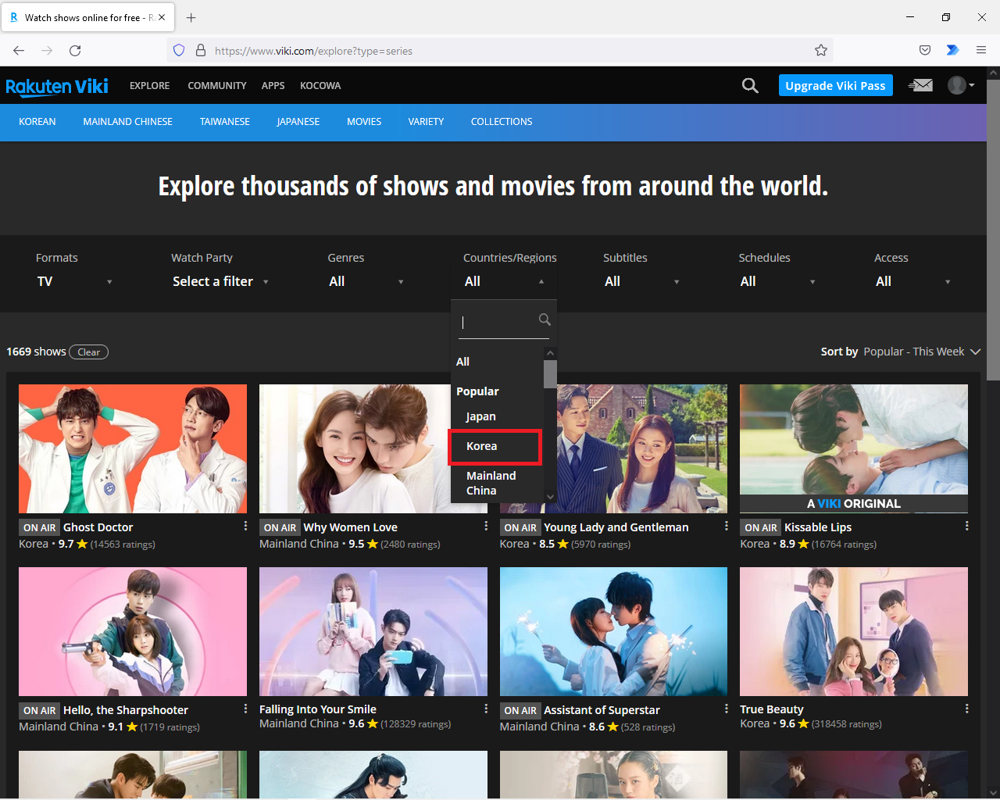 Watch shows online for free - R
https://www.viki.com/explore?type=series
Rakuten Viki
EXPLORE
COMMUNITY
APPS
KOCOWA
Upgrade Viki Pass
KOREAN
MAINLAND CHINESE
TAIWANESE
JAPANESE
MOVIES
VARIETY
COLLECTIONS
Explore thousands of shows and movies from around the world.
Formats
TV
Watch Party
Select a filter
Genres
All
Countries/Regions
All
Subtitles
All
Schedules
All
Access
All
All
Popular
Japan
Korea
Mainland
China
1669 shows
Clear
Sort by Popular - This Week
ON AIR Ghost Doctor
Korea • 9.7 (14563 ratings)
ON AIR Why Women Love
Mainland China • 9.5 (2480 ratings)
ON AIR Young Lady and Gentleman
Korea • 8.5 (5970 ratings)
A VIKI ORIGINAL
ON AIR Kissable Lips
Korea • 8.9 (16764 ratings)
ON AIR Hello, the Sharpshooter
Mainland China • 9.1 (1719 ratings)
Falling Into Your Smile
Mainland China • 9.6 (128329 ratings)
ON AIR Assistant of Superstar
Mainland China • 8.6 (528 ratings)
True Beauty
Korea • 9.6 (318458 ratings)